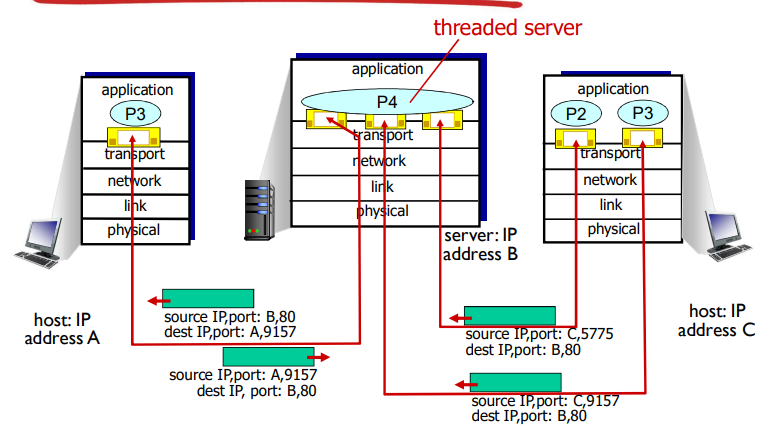 threaded server
application
P3
transport
network
link
physical
application
P4
transport
network
link
physical
application
P2
P3
transport
network
link
physical
server: IP
address B
host: IP
address A
source IP,port: B,80
dest IP,port: A,9157
source IP,port: A,9157
dest IP, port: B,80
source IP,port: C,5775
dest IP,port: B,80
source IP,port: C,9157
dest IP,port: B,80
host: IP
address C